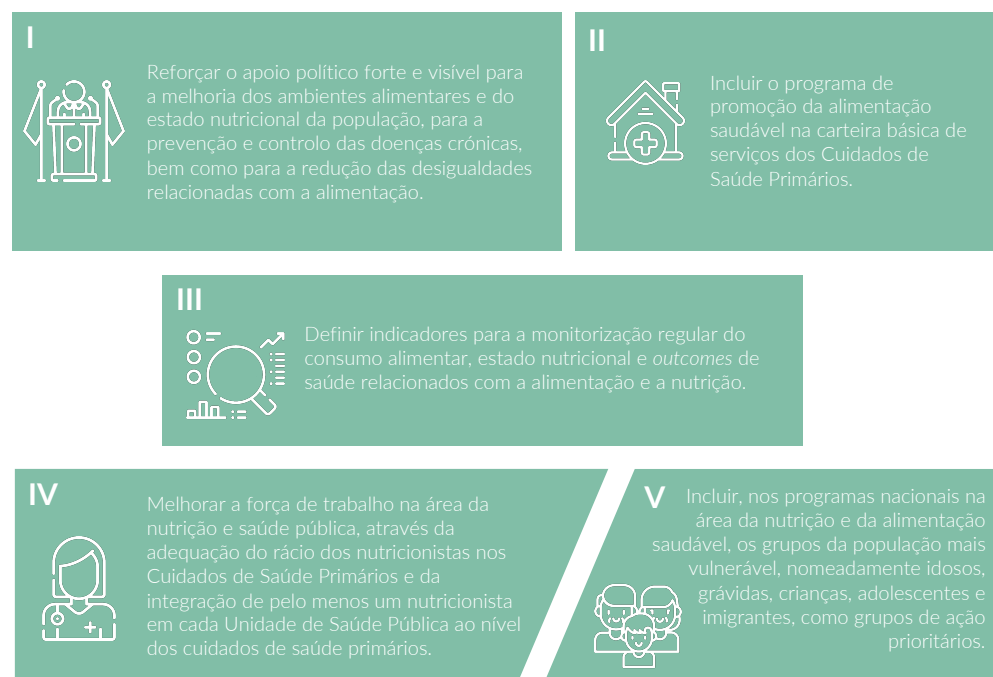 I
Reforçar o apoio político forte e visível para
a melhoria dos ambientes alimentares e do
estado nutricional da população, para a
prevenção e controlo das doenças crónicas,
bem como para a redução das desigualdades
relacionadas com a alimentação.
II
Incluir o programa de
promoção da alimentação
saudável na carteira básica de
serviços dos Cuidados de
Saúde Primários.
III
Definir indicadores para a monitorização regular do
consumo alimentar, estado nutricional e outcomes de
saúde relacionados com a alimentação e a nutrição.
IV
Melhorar a força de trabalho na área da
nutrição e saúde pública, através da
adequação do rácio dos nutricionistas nos
Cuidados de Saúde Primários e da
integração de pelo menos um nutricionista
em cada Unidade de Saúde Pública ao nível
dos cuidados de saúde primários.
V
Incluir, nos programas nacionais na
área da nutrição e da alimentação
saudável, os grupos da população mais
vulnerável, nomeadamente idosos,
grávidas, crianças, adolescentes e
imigrantes, como grupos de ação
prioritários.